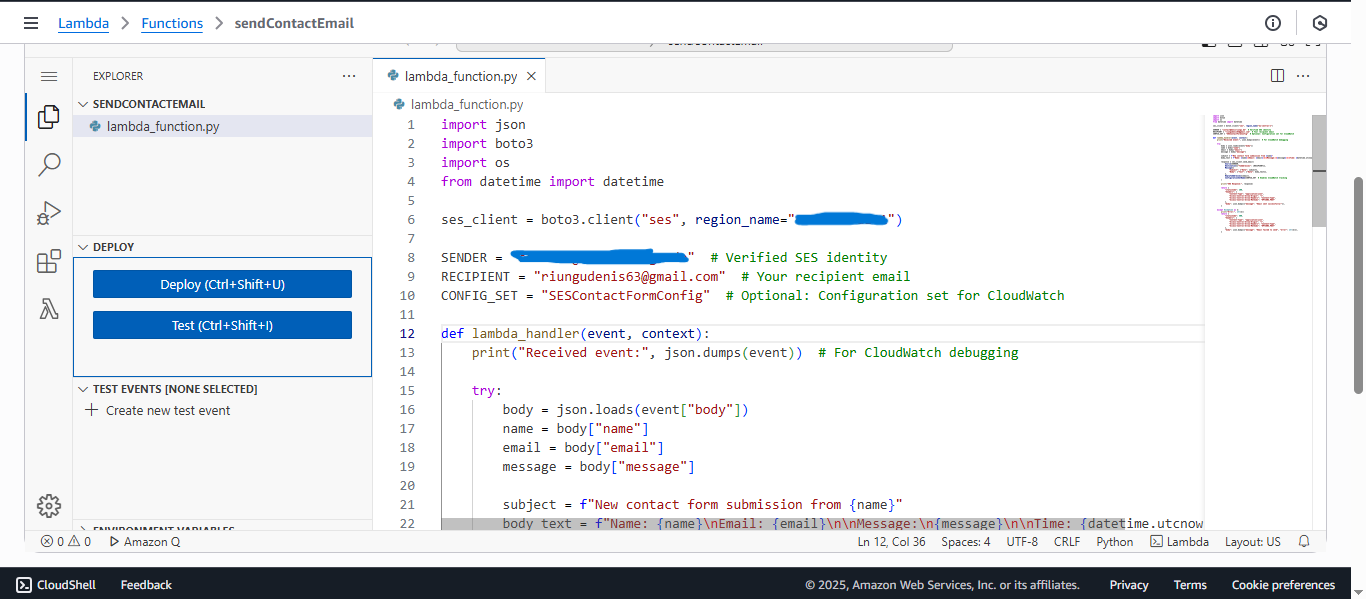 Lambda > Functions > sendContactEmail
EXPLORER ...
SENDCONTACTEMAIL
lambda_function.py
DEPLOY
Deploy (Ctrl+Shift+U)
Test (Ctrl+Shift+I)
TEST EVENTS [NONE SELECTED]
+ Create new test event
ENVIRONMENT VARIABLES
lambda_function.py ×
lambda_function.py
1 import json
2 import boto3
3 import os
4 from datetime import datetime
5
6 ses_client = boto3.client("ses", region_name="")
7
8 SENDER = " # Verified SES identity
9 RECIPIENT = "riungudenis63@gmail.com" # Your recipient email
10 CONFIG_SET = "SESContactFormConfig" # Optional: Configuration set for CloudWatch
11
12 def lambda_handler(event, context):
13 print("Received event:", json.dumps(event)) # For CloudWatch debugging
14
15 try:
16 body = json.loads(event["body"])
17 name = body["name"]
18 email = body["email"]
19 message = body["message"]
20
21 subject = f"New contact form submission from {name}"
22 body_text = f"Name: {name}\nEmail: {email}\n\nMessage:\n{message}\n\nTime: {datetime.utcnow
0 0 Amazon Q Ln 12, Col 36 Spaces: 4 UTF-8 CRLF Python Lambda Layout: US
CloudShell Feedback © 2025, Amazon Web Services, Inc. or its affiliates. Privacy Terms Cookie preferences